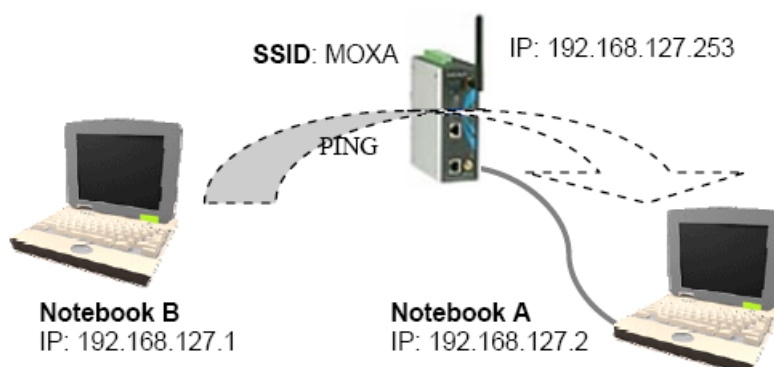 SSID: MOXA
IP: 192.168.127.253
PING
Notebook B
IP: 192.168.127.1
Notebook A
IP: 192.168.127.2